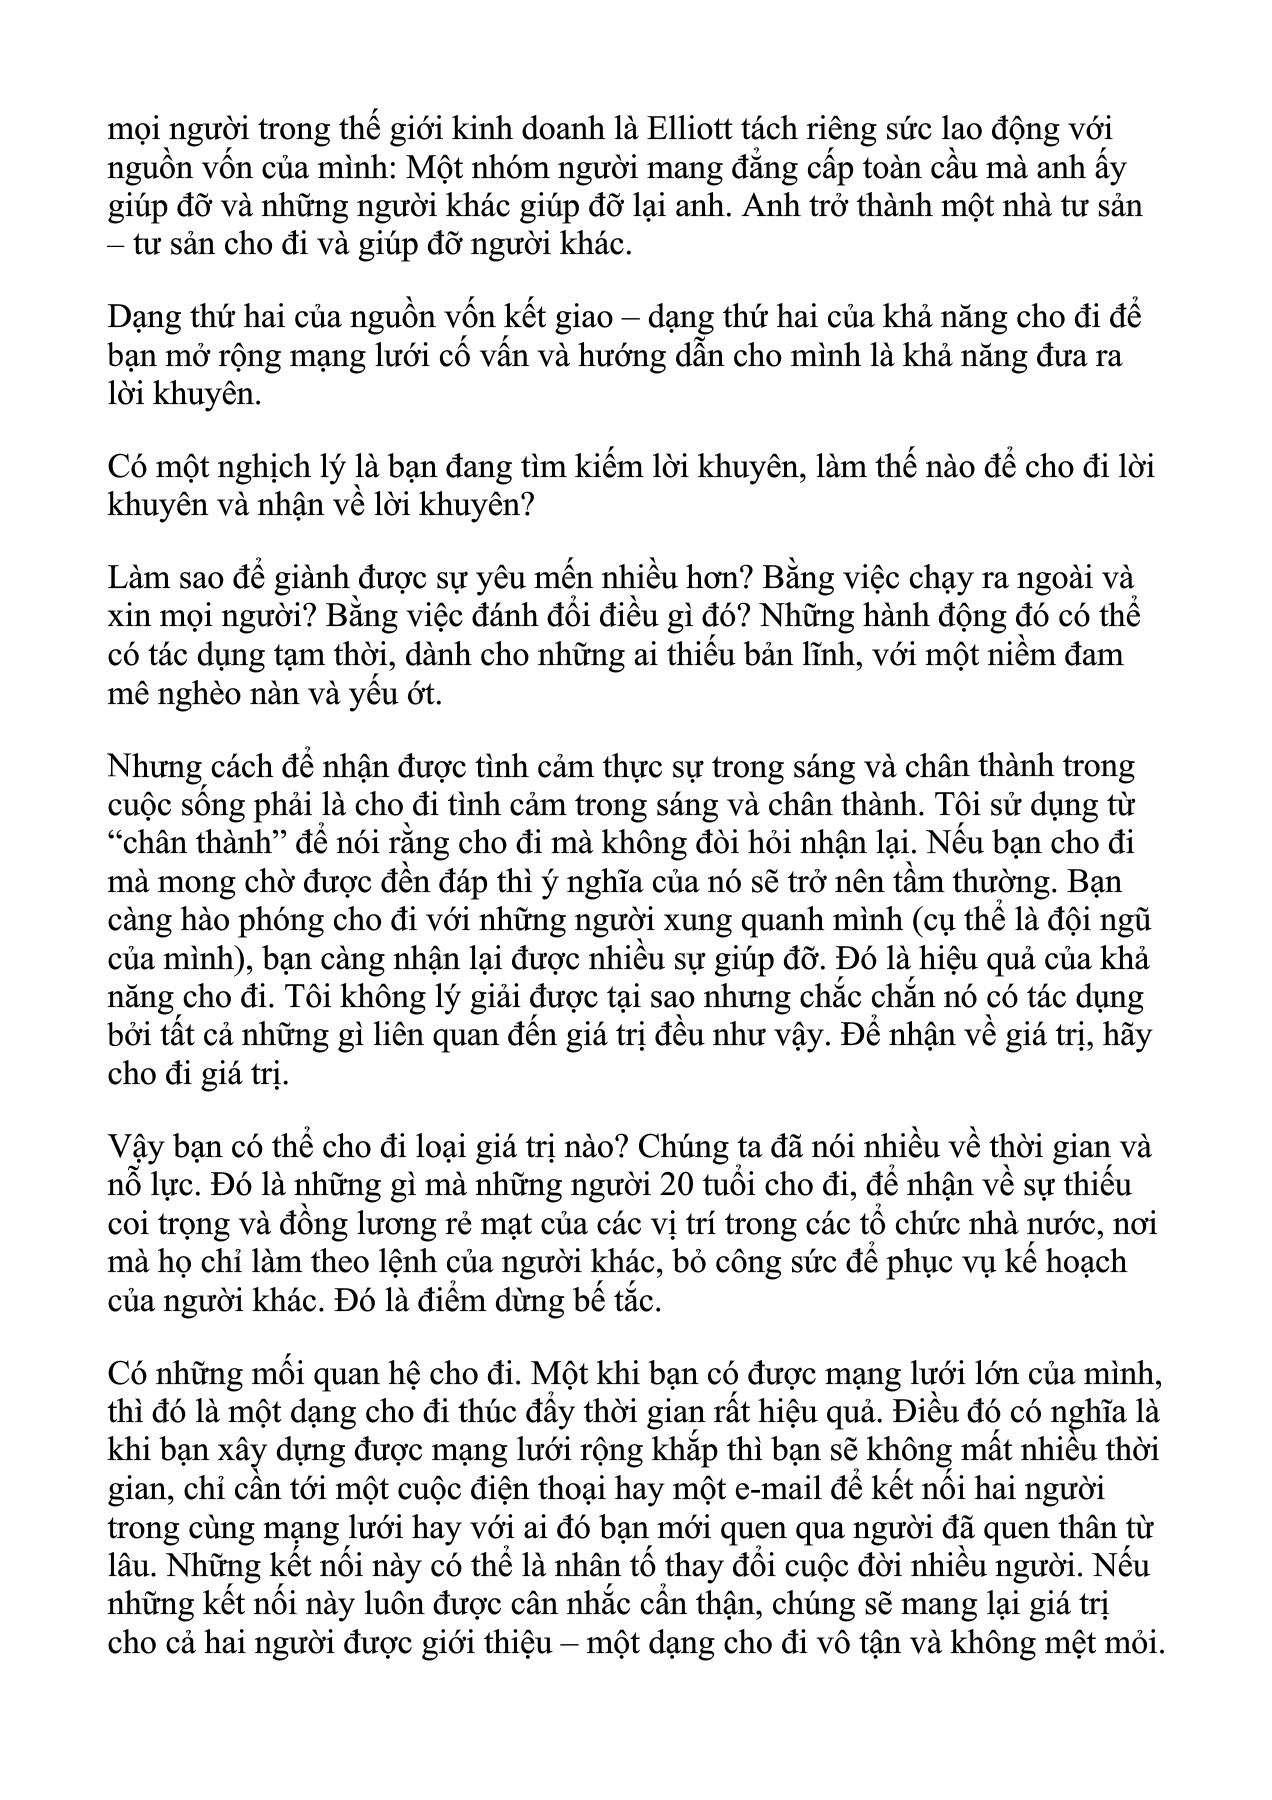 mọi người trong thế giới kinh doanh là Elliott tách riêng sức lao động với
nguồn vốn của mình: Một nhóm người mang đẳng cấp toàn cầu mà anh ấy
giúp đỡ và những người khác giúp đỡ lại anh. Anh trở thành một nhà tư sản
– tư sản cho đi và giúp đỡ người khác.
Dạng thứ hai của nguồn vốn kết giao – dạng thứ hai của khả năng cho đi để
bạn mở rộng mạng lưới cố vấn và hướng dẫn cho mình là khả năng đưa ra
lời khuyên.
Có một nghịch lý là bạn đang tìm kiếm lời khuyên, làm thế nào để cho đi lời
khuyên và nhận về lời khuyên?
Làm sao để giành được sự yêu mến nhiều hơn? Bằng việc chạy ra ngoài và
xin mọi người? Bằng việc đánh đổi điều gì đó? Những hành động đó có thể
có tác dụng tạm thời, dành cho những ai thiếu bản lĩnh, với một niềm đam
mê nghèo nàn và yếu ớt.
Nhưng cách để nhận được tình cảm thực sự trong sáng và chân thành trong
cuộc sống phải là cho đi tình cảm trong sáng và chân thành. Tôi sử dụng từ
“chân thành” để nói rằng cho đi mà không đòi hỏi nhận lại. Nếu bạn cho đi
mà mong chờ được đền đáp thì ý nghĩa của nó sẽ trở nên tầm thường. Bạn
càng hào phóng cho đi với những người xung quanh mình (cụ thể là đội ngũ
của mình), bạn càng nhận lại được nhiều sự giúp đỡ. Đó là hiệu quả của khả
năng cho đi. Tôi không lý giải được tại sao nhưng chắc chắn nó có tác dụng
bởi tất cả những gì liên quan đến giá trị đều như vậy. Để nhận về giá trị, hãy
cho đi giá trị.
Vậy bạn có thể cho đi loại giá trị nào? Chúng ta đã nói nhiều về thời gian và
nỗ lực. Đó là những gì mà những người 20 tuổi cho đi, để nhận về sự thiếu
coi trọng và đồng lương rẻ mạt của các vị trí trong các tổ chức nhà nước, nơi
mà họ chỉ làm theo lệnh của người khác, bỏ công sức để phục vụ kế hoạch
của người khác. Đó là điểm dừng bế tắc.
Có những mối quan hệ cho đi. Một khi bạn có được mạng lưới lớn của mình,
thì đó là một dạng cho đi thúc đẩy thời gian rất hiệu quả. Điều đó có nghĩa là
khi bạn xây dựng được mạng lưới rộng khắp thì bạn sẽ không mất nhiều thời
gian, chỉ cần tới một cuộc điện thoại hay một e-mail để kết nối hai người
trong cùng mạng lưới hay với ai đó bạn mới quen qua người đã quen thân từ
lâu. Những kết nối này có thể là nhân tố thay đổi cuộc đời nhiều người. Nếu
những kết nối này luôn được cân nhắc cẩn thận, chúng sẽ mang lại giá trị
cho cả hai người được giới thiệu – một dạng cho đi vô tận và không mệt mỏi.